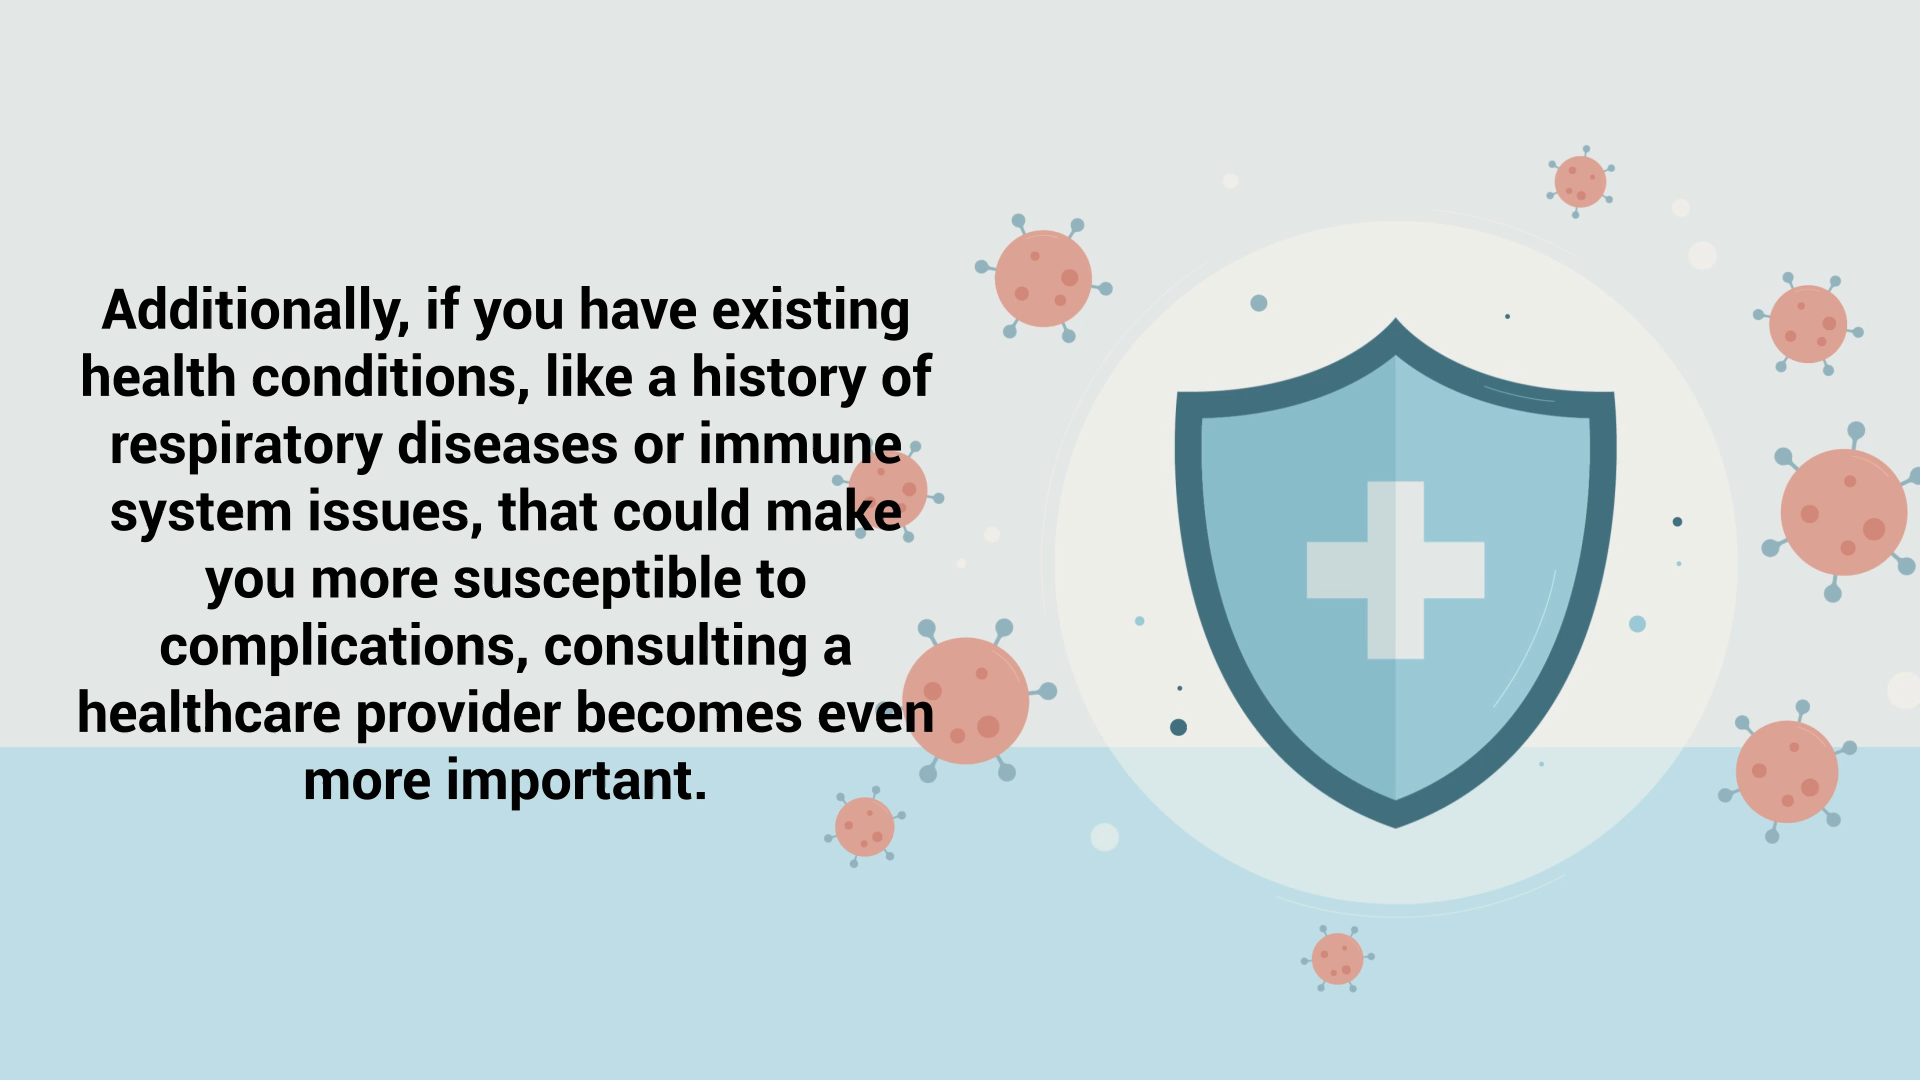 Additionally, if you have existing
health conditions, like a history of
respiratory diseases or immune
system issues, that could make
you more susceptible to
complications, consulting a
healthcare provider becomes even
more important.